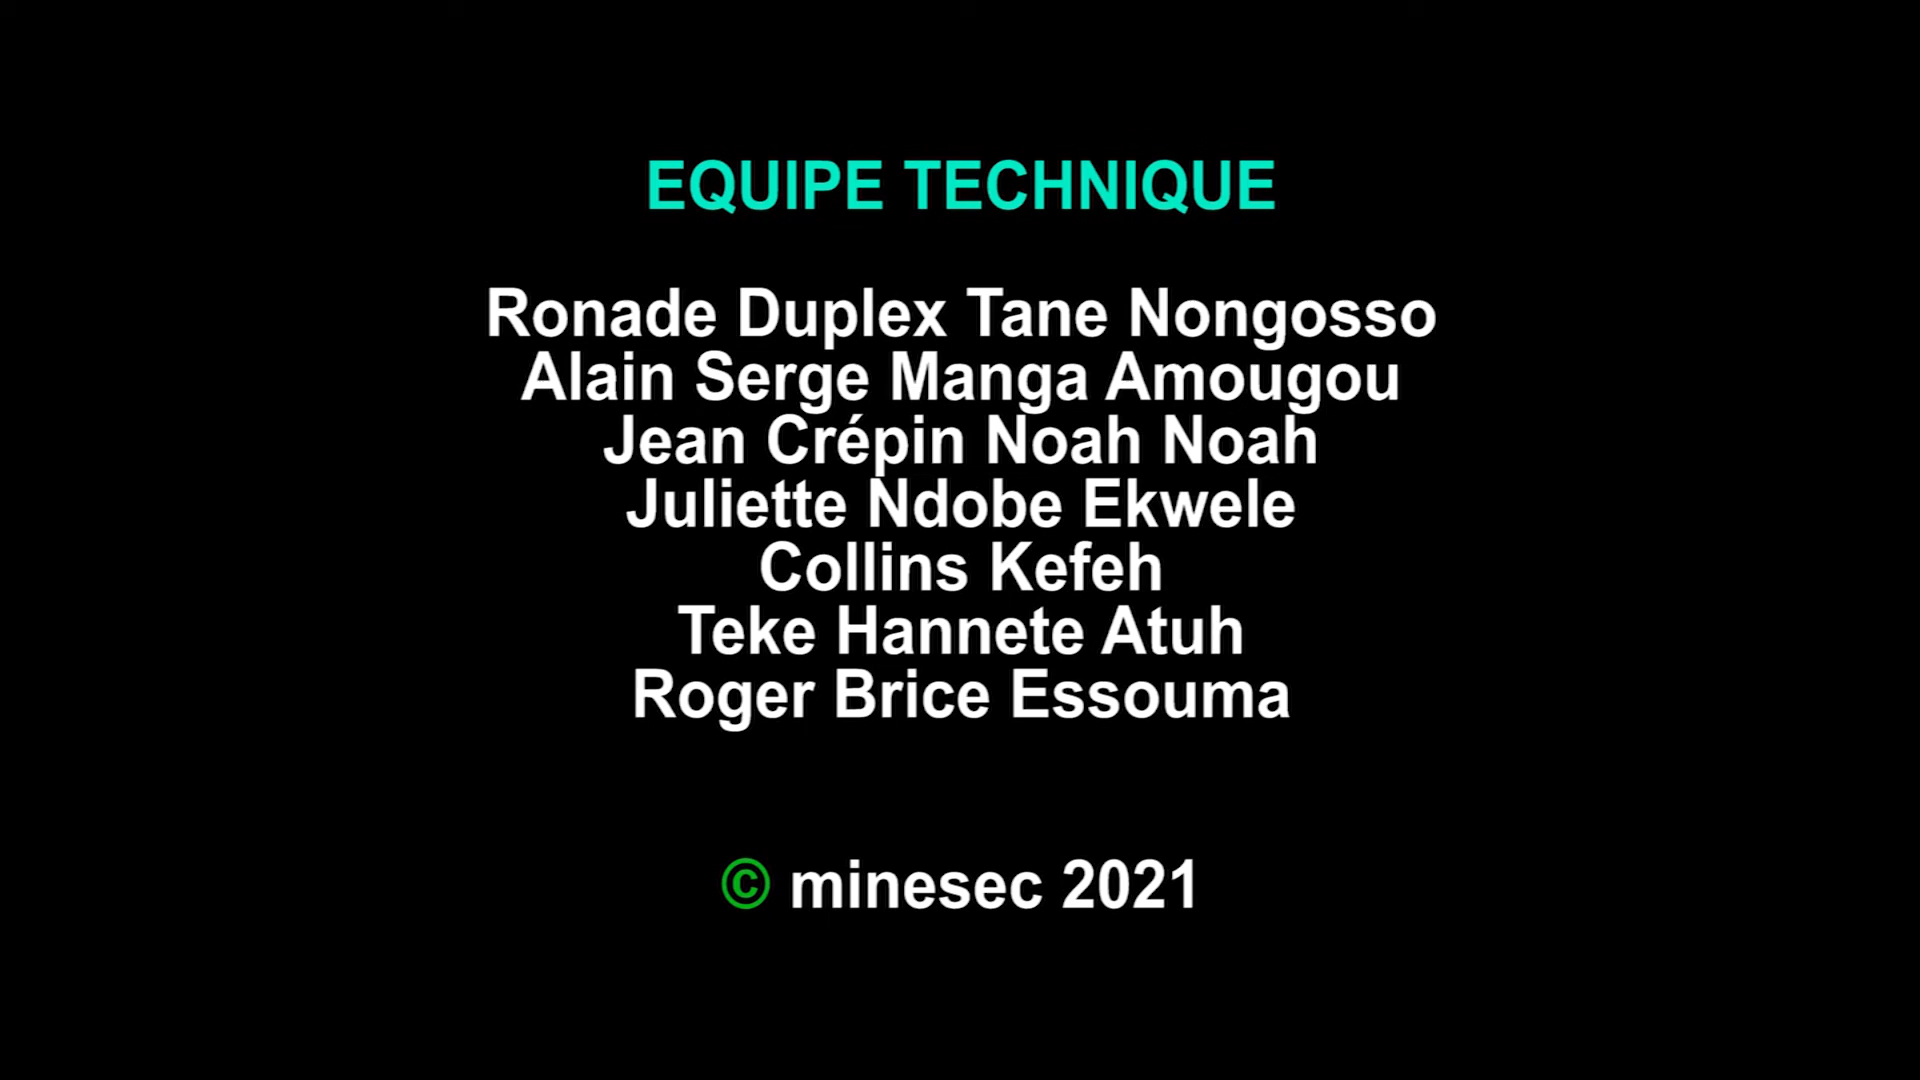 EQUIPE TECHNIQUE
Ronade Duplex Tane Nongosso
Alain Serge Manga Amougou
Jean Crépin Noah Noah
Juliette Ndobe Ekwele
Collins Kefeh
Teke Hannete Atuh
Roger Brice Essouma
© minesec 2021